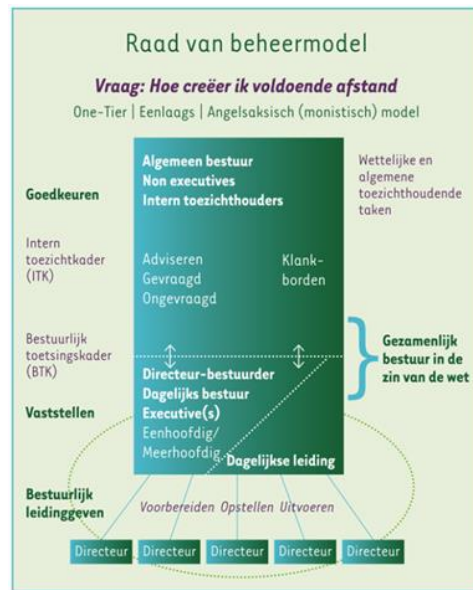 Raad van beheermodel
Vraag: Hoe creëer ik voldoende afstand
One-Tier | Eenlaags | Angelsaksisch (monistisch) model
Goedkeuren
Intern
toezichtkader
(ITK)
Bestuurlijk
toetsingskader
(BTK)
Vaststellen
Bestuurlijk
leidinggeven
Algemeen bestuur
Non executives
Intern toezichthouders
Adviseren
Gevraagd
Ongevraagd
Klank-
borden
Directeur-bestuurder
Dagelijks bestuur
Executive(s)
Eenhoofdig/
Meerhoofdig
Dagelijkse leiding
Wettelijke en
algemene
toezichthoudende
taken
Gezamenlijk
bestuur in de
zin van de wet
Voorbereiden Opstellen Uitvoeren
Directeur Directeur Directeur Directeur Directeur